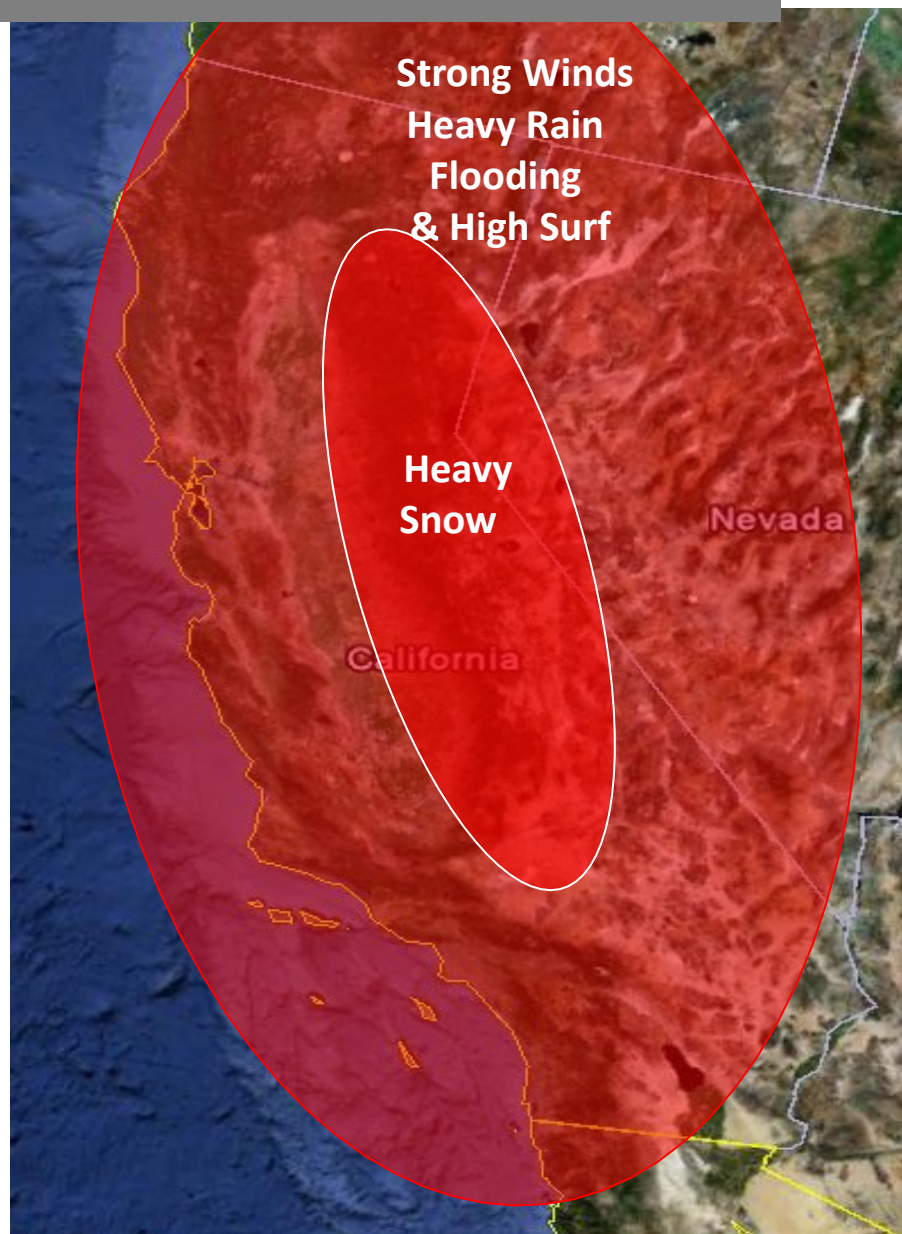 Strong Winds
Heavy Rain
Flooding
& High Surf
Heavy
Snow
Nevada
California